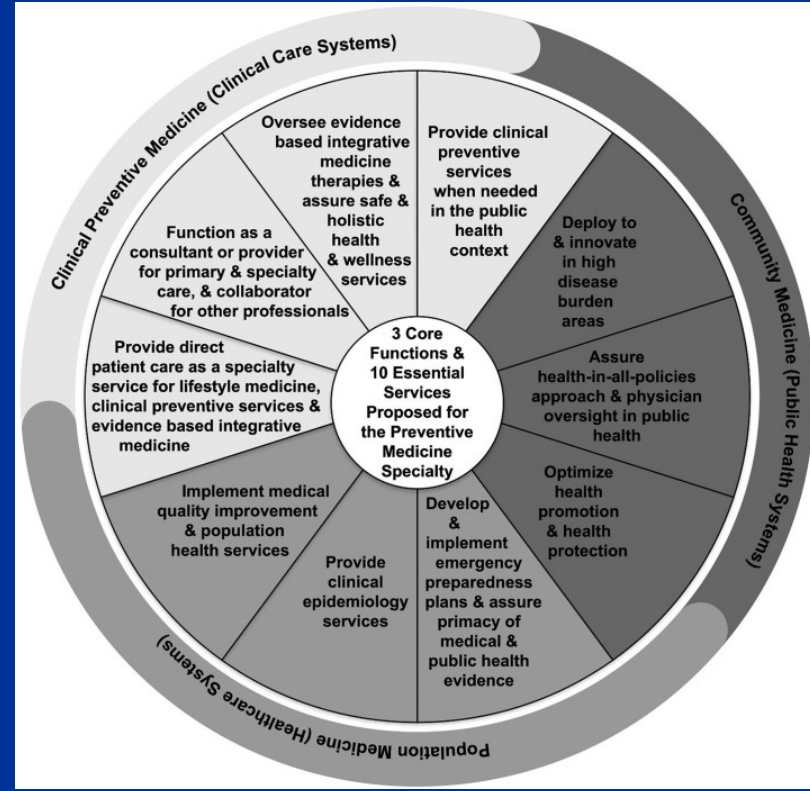 Clinical Preventive Medicine (Clinical Care Systems)
Community Medicine (Public Health Systems)
Population Medicine (Healthcare Systems)
3 Core
Functions &
10 Essential
Services
Proposed for
the Preventive
Medicine
Specialty
Provide clinical
preventive
services
when needed
in the public
health
context
Deploy to
& innovate
in high
disease
burden
areas
Assure
health-in-all-policies
approach & physician
oversight in public
health
Optimize
health
promotion
& health
protection
Develop
&
implement
emergency
preparedness
plans & assure
primacy of
medical &
public health
evidence
Provide
clinical
epidemiology
services
Implement medical
quality improvement
& population
health services
Provide direct
patient care as a specialty
service for lifestyle medicine,
clinical preventive services &
evidence based integrative
medicine
Function as a
consultant or provider
for primary & specialty
care, & collaborator
for other professionals
Oversee evidence
based integrative
medicine
therapies &
assure safe &
holistic
health
& wellness
services